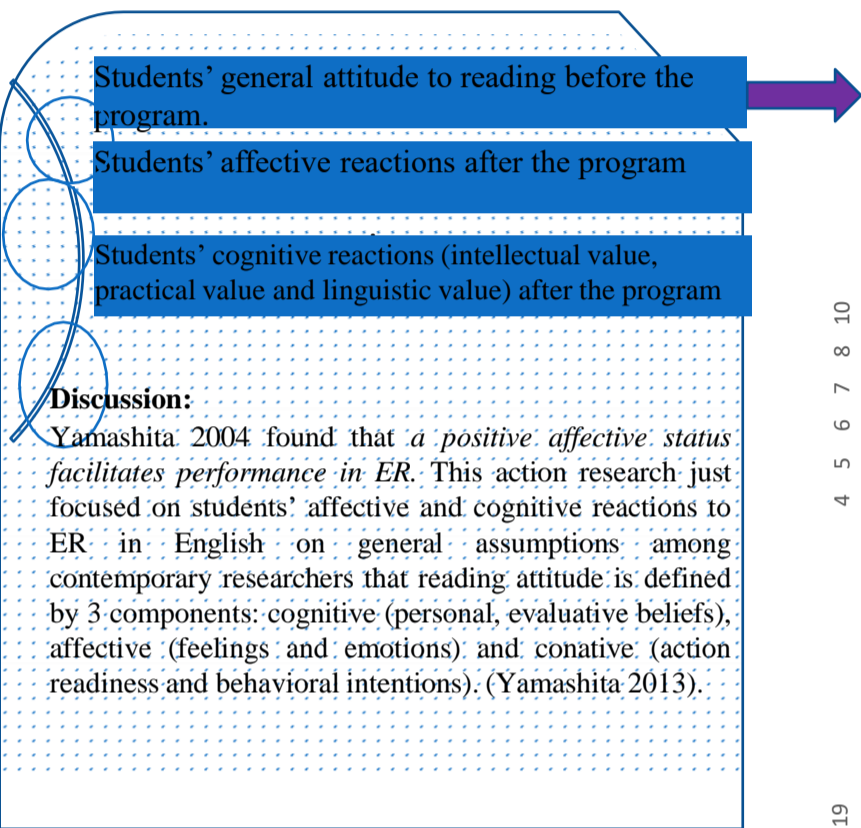 Students’ general attitude to reading before the
program.
Students’ affective reactions after the program
Students’ cognitive reactions (intellectual value,
practical value and linguistic value) after the program
Discussion:
Yamashita 2004 found that a positive affective status
facilitates performance in ER. This action research just
focused on students’ affective and cognitive reactions to
ER in English on general assumptions among
contemporary researchers that reading attitude is defined
by 3 components: cognitive (personal, evaluative beliefs),
affective (feelings and emotions) and conative (action
readiness and behavioral intentions). (Yamashita 2013).
19 4 5 6 7 8 10